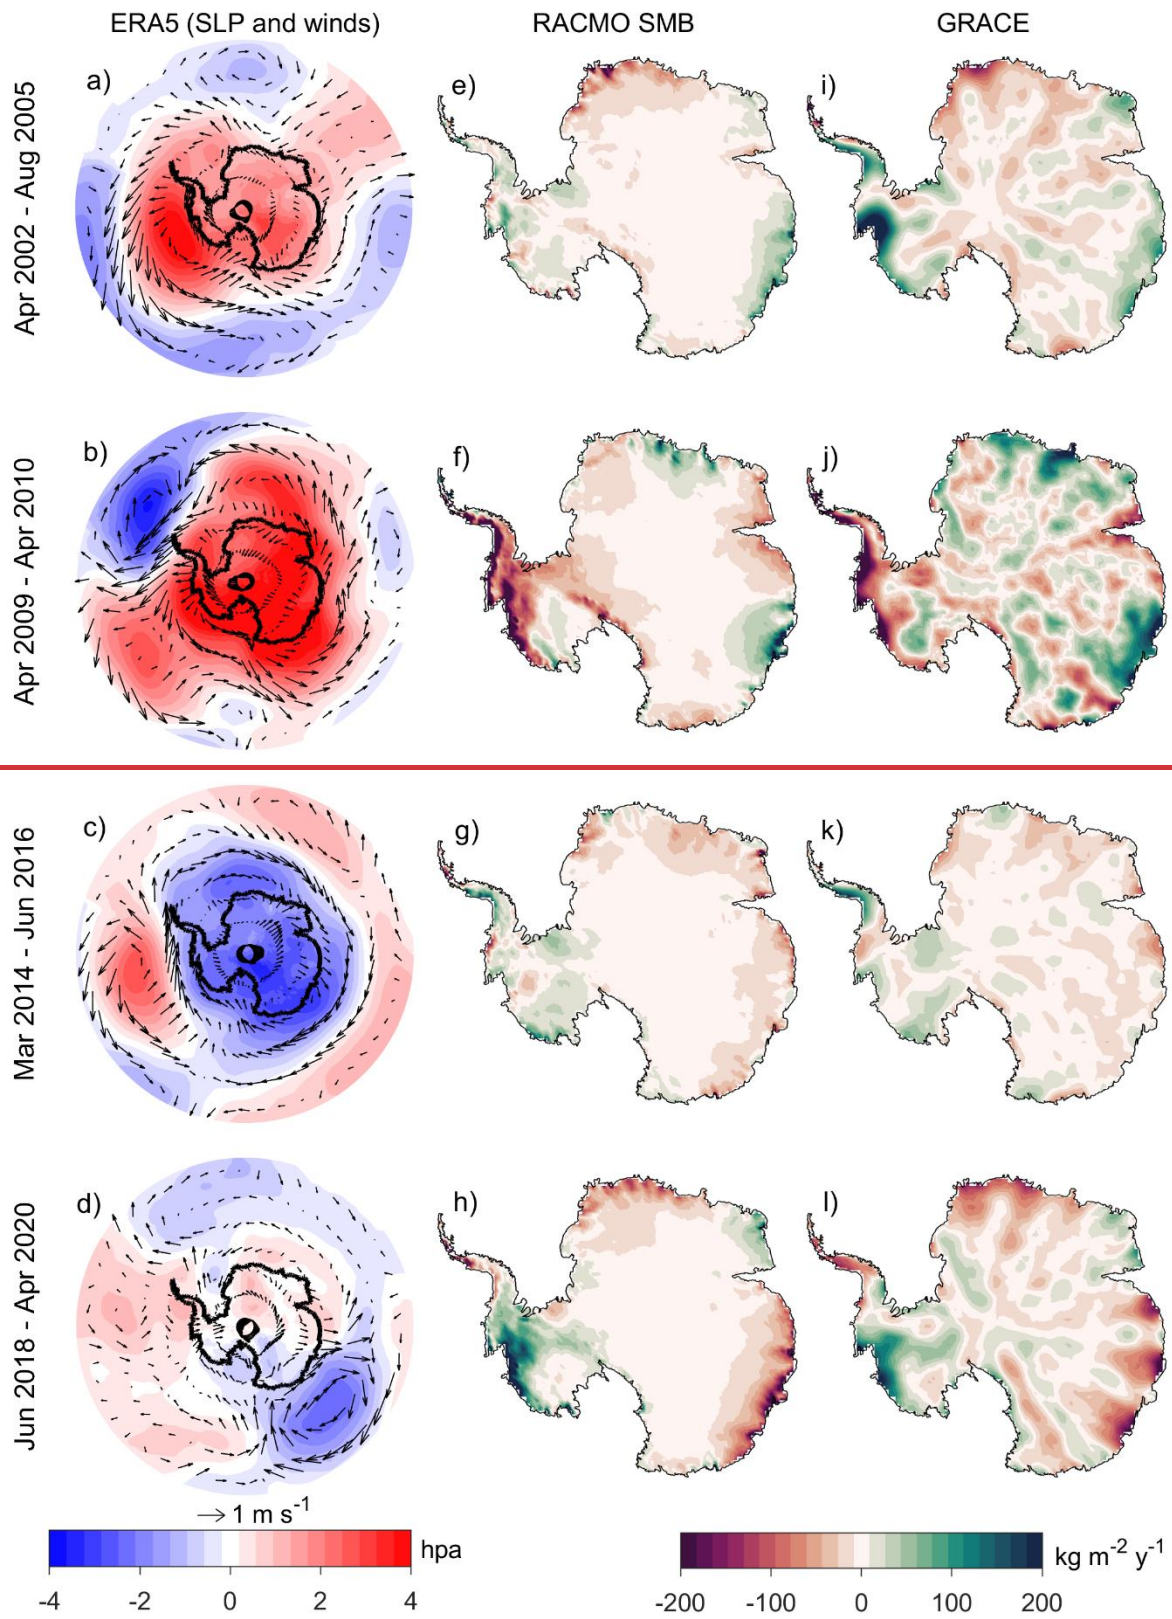 ERA5 (SLP and winds) RACMO SMB GRACE
Apr 2002 - Aug 2005
a) e) i)
Apr 2009 - Apr 2010
b) f) j)
Mar 2014 - Jun 2016
c) g) k)
Jun 2018 - Apr 2020
d) h) l)
1 m s⁻¹
hpa kg m⁻² y⁻¹
-4 -2 0 2 4 -200 -100 0 100 200